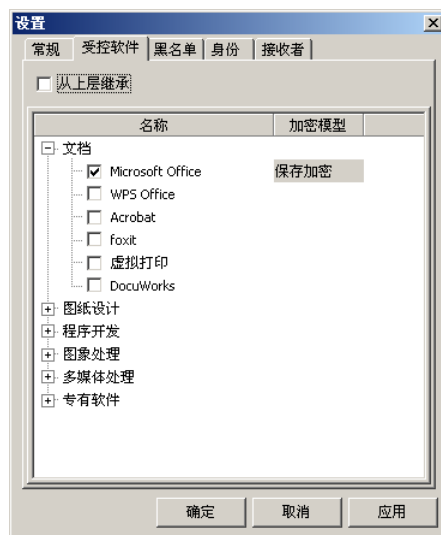 设置
常规 受控软件 黑名单 身份 接收者
从上层继承
名称 加密模型
文档
Microsoft Office 保存加密
WPS Office
Acrobat
foxit
虚拟打印
DocuWorks
图纸设计
程序开发
图象处理
多媒体处理
专有软件
确定 取消 应用